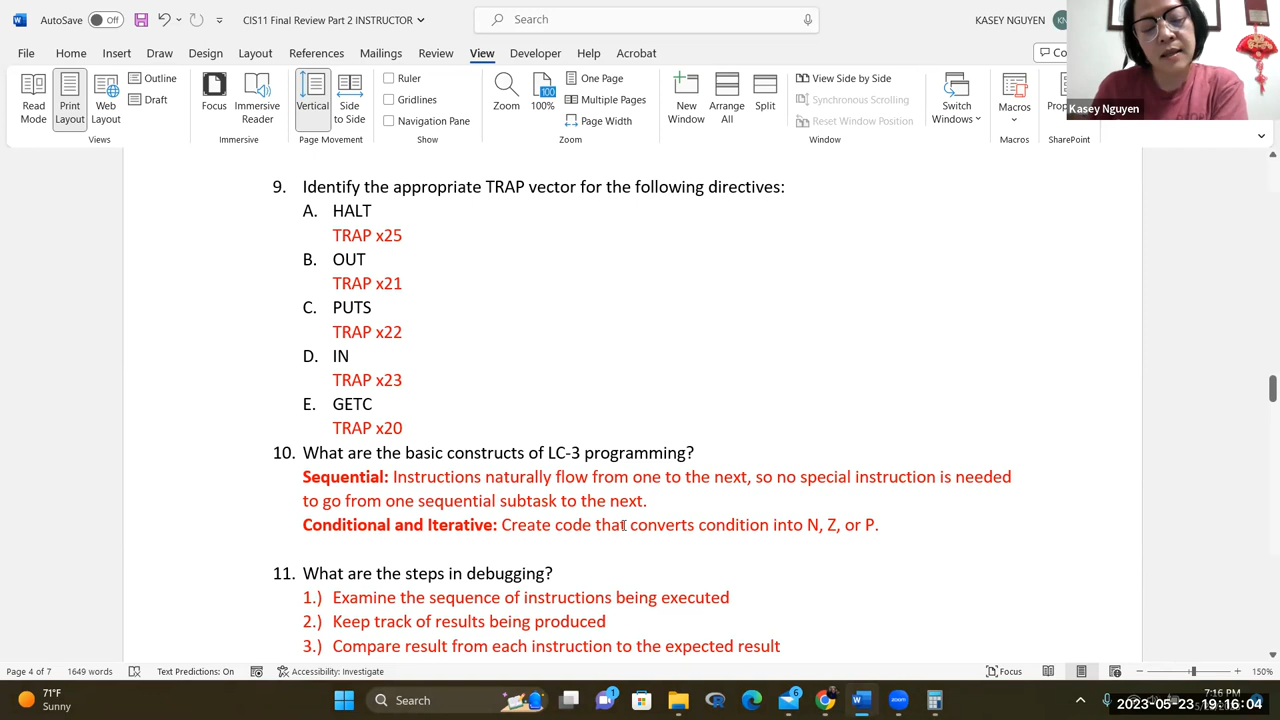 AutoSave Off CIS11 Final Review Part 2 INSTRUCTOR Search KASEY NGUYEN KN
File Home Insert Draw Design Layout References Mailings Review View Developer Help Acrobat Co
Read Mode
Print Layout
Web Layout
Outline
Draft
Views
Focus
Immersive Reader
Immersive
Vertical
Side to Side
Page Movement
Ruler
Gridlines
Navigation Pane
Show
Zoom
100
100%
One Page
Multiple Pages
Page Width
Zoom
New Window
Arrange All
Split
View Side by Side
Synchronous Scrolling
Reset Window Position
Window
Switch Windows
Macros
Macros
Prop
SharePoint
Kasey Nguyen
9. Identify the appropriate TRAP vector for the following directives:
A. HALT
TRAP x25
B. OUT
TRAP x21
C. PUTS
TRAP x22
D. IN
TRAP x23
E. GETC
TRAP x20
10. What are the basic constructs of LC-3 programming?
Sequential: Instructions naturally flow from one to the next, so no special instruction is needed
to go from one sequential subtask to the next.
Conditional and Iterative: Create code that converts condition into N, Z, or P.
11. What are the steps in debugging?
1.) Examine the sequence of instructions being executed
2.) Keep track of results being produced
3.) Compare result from each instruction to the expected result
Page 4 of 7 1649 words Text Predictions: On Accessibility: Investigate Focus 150%
71°F
Sunny
Search
1
6
zoom
7:16 PM
2023-05-23 19:16:04